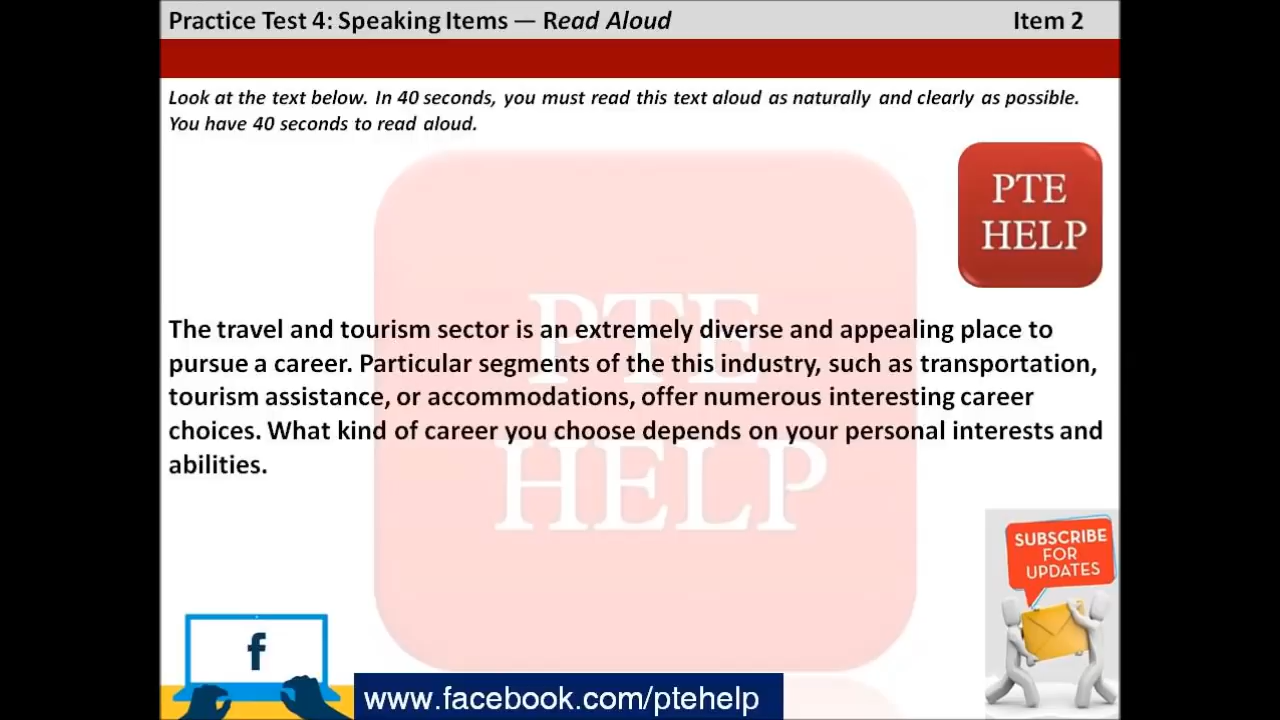 Practice Test 4: Speaking Items — Read Aloud Item 2
Look at the text below. In 40 seconds, you must read this text aloud as naturally and clearly as possible.
You have 40 seconds to read aloud.
PTE
HELP
PTE
HELP
The travel and tourism sector is an extremely diverse and appealing place to
pursue a career. Particular segments of the this industry, such as transportation,
tourism assistance, or accommodations, offer numerous interesting career
choices. What kind of career you choose depends on your personal interests and
abilities.
SUBSCRIBE
FOR
UPDATES
f
www.facebook.com/ptehelp